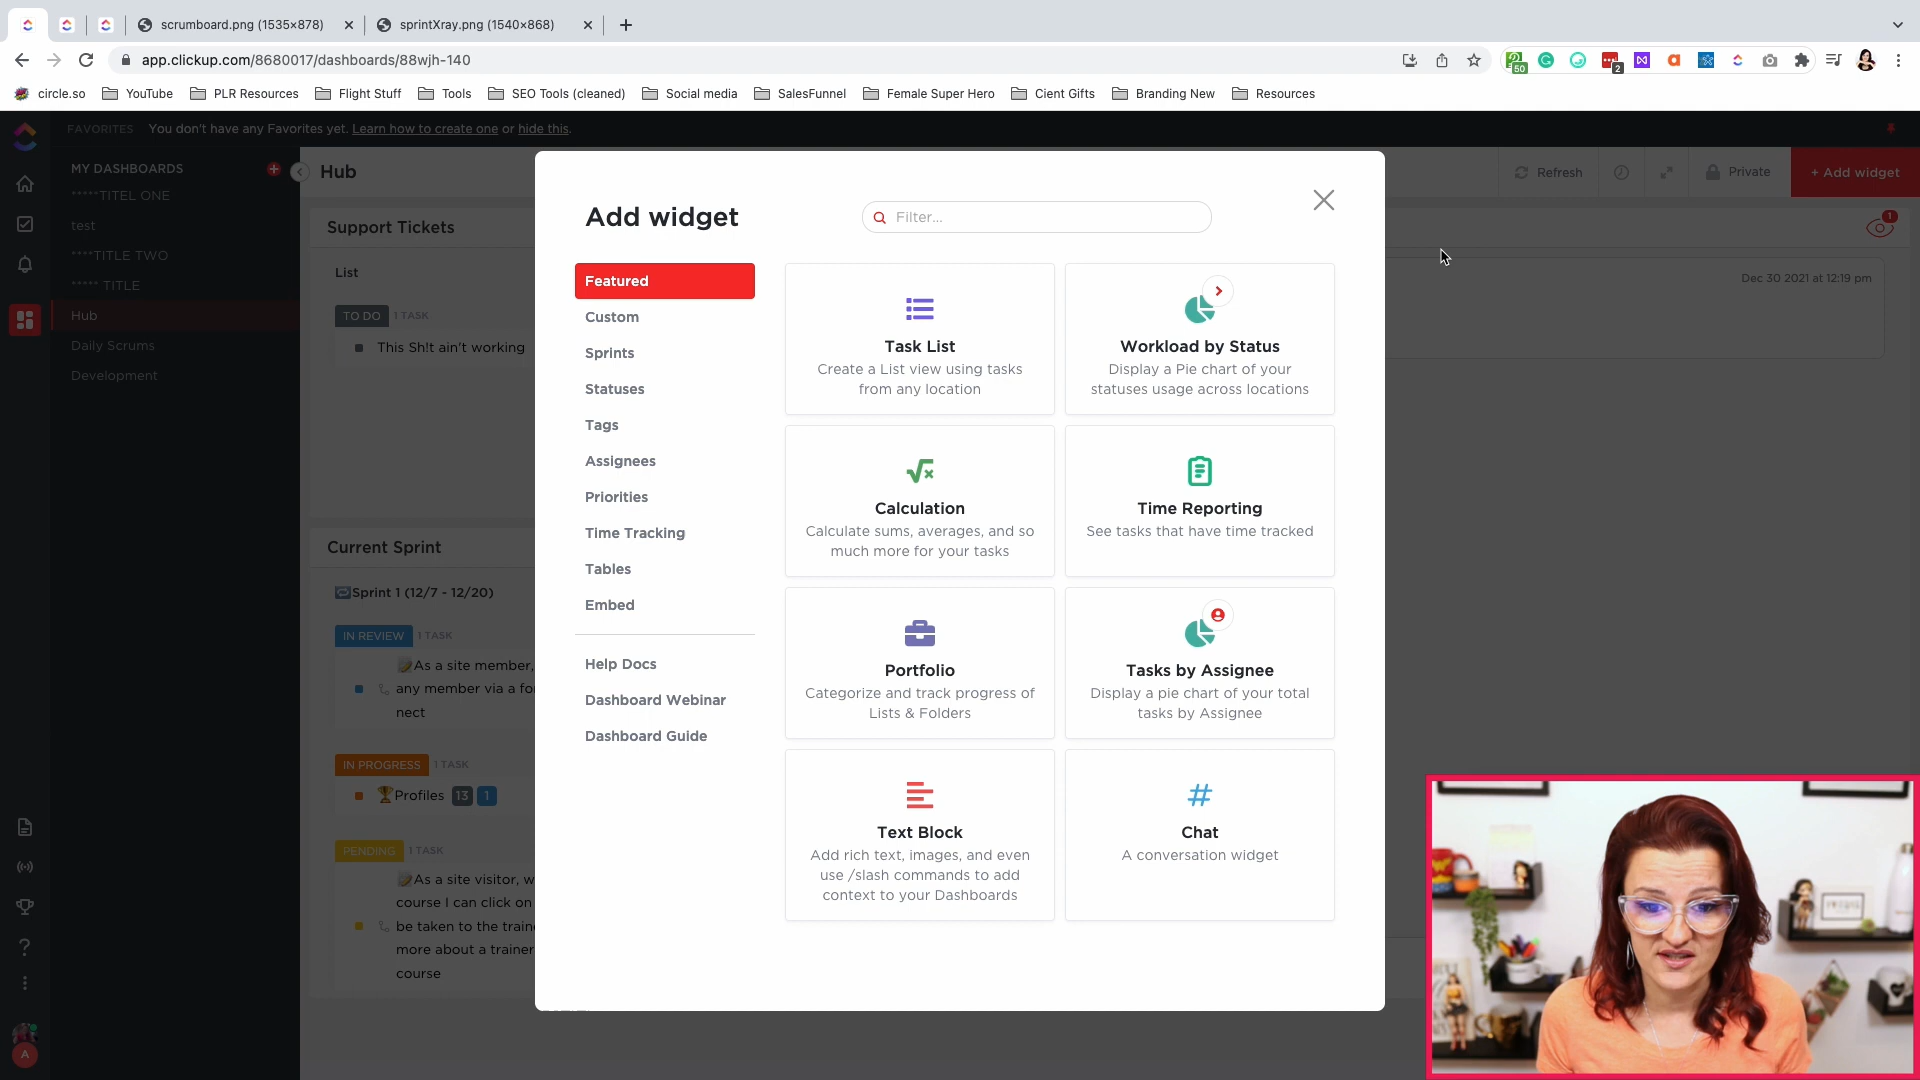 scrumboard.png (1535×878)
sprintXray.png (1540×868)
app.clickup.com/8680017/dashboards/88wjh-140
50
2
circle.so
YouTube
PLR Resources
Flight Stuff
Tools
SEO Tools (cleaned)
Social media
SalesFunnel
Female Super Hero
Cient Gifts
Branding New
Resources
FAVORITES You don't have any Favorites yet. Learn how to create one or hide this.
MY DASHBOARDS
*****TITEL ONE
test
****TITLE TWO
***** TITLE
Hub
Daily Scrums
Development
A
Hub
Refresh
Private
+ Add widget
Support Tickets
1
List
Dec 30 2021 at 12:19 pm
TO DO 1 TASK
This Sh!t ain't working
Current Sprint
Sprint 1 (12/7 - 12/20)
IN REVIEW 1 TASK
As a site member,
any member via a fo
nect
IN PROGRESS 1 TASK
Profiles 13 1
PENDING 1 TASK
As a site visitor, w
course I can click on
be taken to the traine
more about a trainer
course
Add widget
Filter...
Featured
Custom
Sprints
Statuses
Tags
Assignees
Priorities
Time Tracking
Tables
Embed
Help Docs
Dashboard Webinar
Dashboard Guide
Task List
Create a List view using tasks
from any location
Workload by Status
Display a Pie chart of your
statuses usage across locations
Calculation
Calculate sums, averages, and so
much more for your tasks
Time Reporting
See tasks that have time tracked
Portfolio
Categorize and track progress of
Lists & Folders
Tasks by Assignee
Display a pie chart of your total
tasks by Assignee
Text Block
Add rich text, images, and even
use /slash commands to add
context to your Dashboards
Chat
A conversation widget